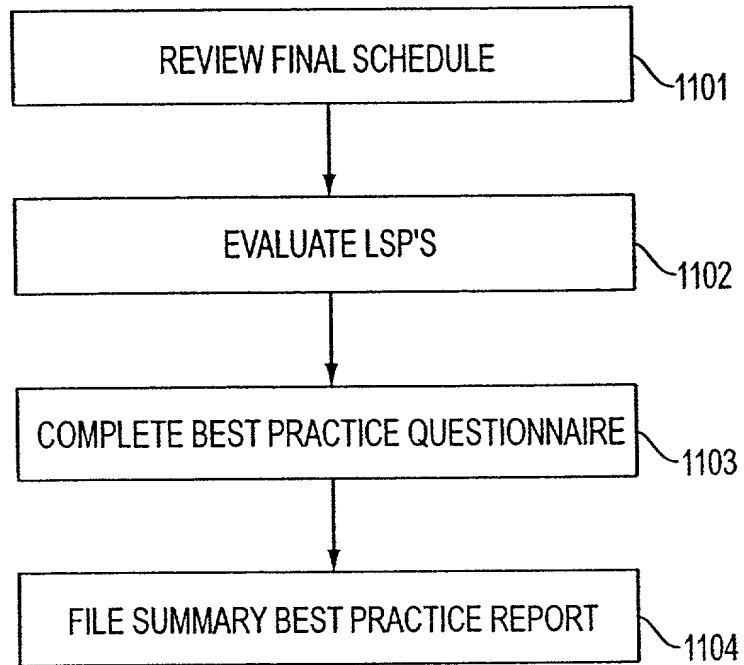 REVIEW FINAL SCHEDULE
1101
EVALUATE LSP'S
1102
COMPLETE BEST PRACTICE QUESTIONNAIRE
1103
FILE SUMMARY BEST PRACTICE REPORT
1104